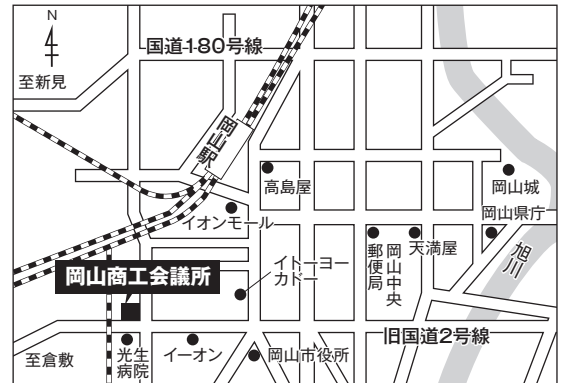 N
国道180号線
至新見
岡山駅
高島屋
岡山城
イオンモール
岡山県庁
天満屋
旭川
岡山中央
郵便局
イトーヨー
カドー
岡山商工会議所
旧国道2号線
至倉敷
光生
病院
イーオン
岡山市役所